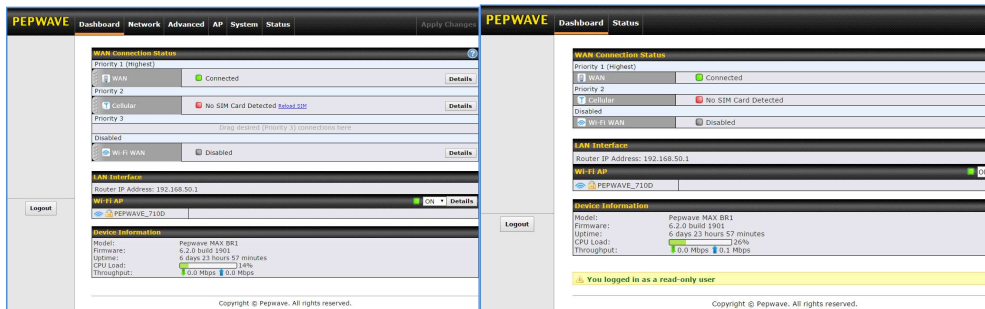 PEPWAVE Dashboard Network Advanced AP System Status Apply Changes
WAN Connection Status
Priority 1 (Highest)
WAN Connected Details
Priority 2
Cellular No SIM Card Detected Reload SIM Details
Priority 3
Drag desired (Priority 3) connections here
Disabled
Wi-Fi WAN Disabled Details
LAN Interface
Router IP Address: 192.168.50.1
Wi-Fi AP ON Details
PEPWAVE_710D
Logout
Device Information
Model: Pepwave MAX BR1
Firmware: 6.2.0 build 1901
Uptime: 6 days 23 hours 57 minutes
CPU Load: 14%
Throughput: 0.0 Mbps 0.0 Mbps
Copyright © Pepwave. All rights reserved.
PEPWAVE Dashboard Status
WAN Connection Status
Priority 1 (Highest)
WAN Connected
Priority 2
Cellular No SIM Card Detected
Disabled
Wi-Fi WAN Disabled
LAN Interface
Router IP Address: 192.168.50.1
Wi-Fi AP
PEPWAVE_710D
Device Information
Logout
Model: Pepwave MAX BR1
Firmware: 6.2.0 build 1901
Uptime: 6 days 23 hours 57 minutes
CPU Load: 26%
Throughput: 0.0 Mbps 0.1 Mbps
You logged in as a read-only user
Copyright © Pepwave. All rights reserved.